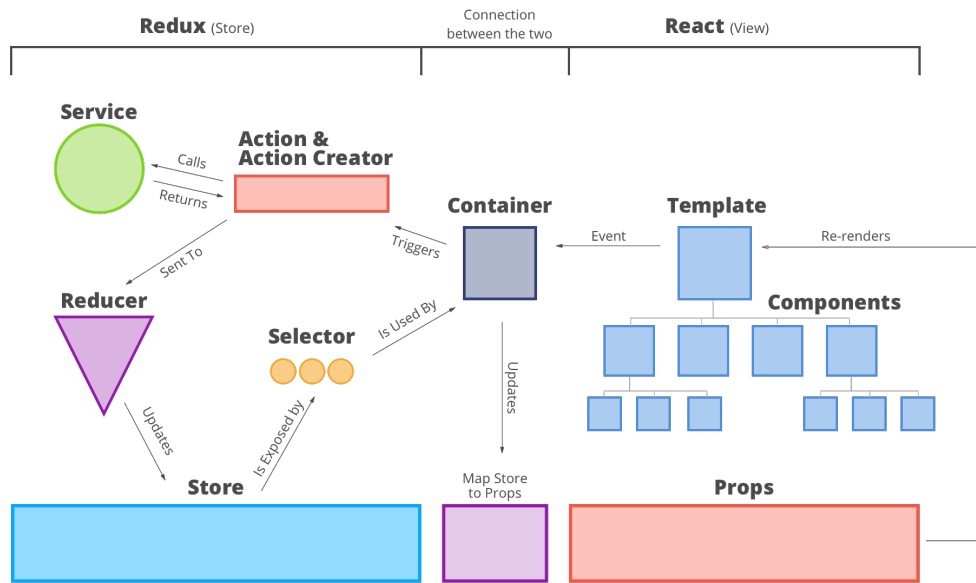 Redux (Store)
Connection
between the two
React (View)
Service
Action &
Action Creator
Calls
Returns
Container
Template
Triggers
Event
Re-renders
Sent To
Reducer
Components
Selector
Is Used By
Updates
Updates
Is Exposed by
Store
Map Store
to Props
Props